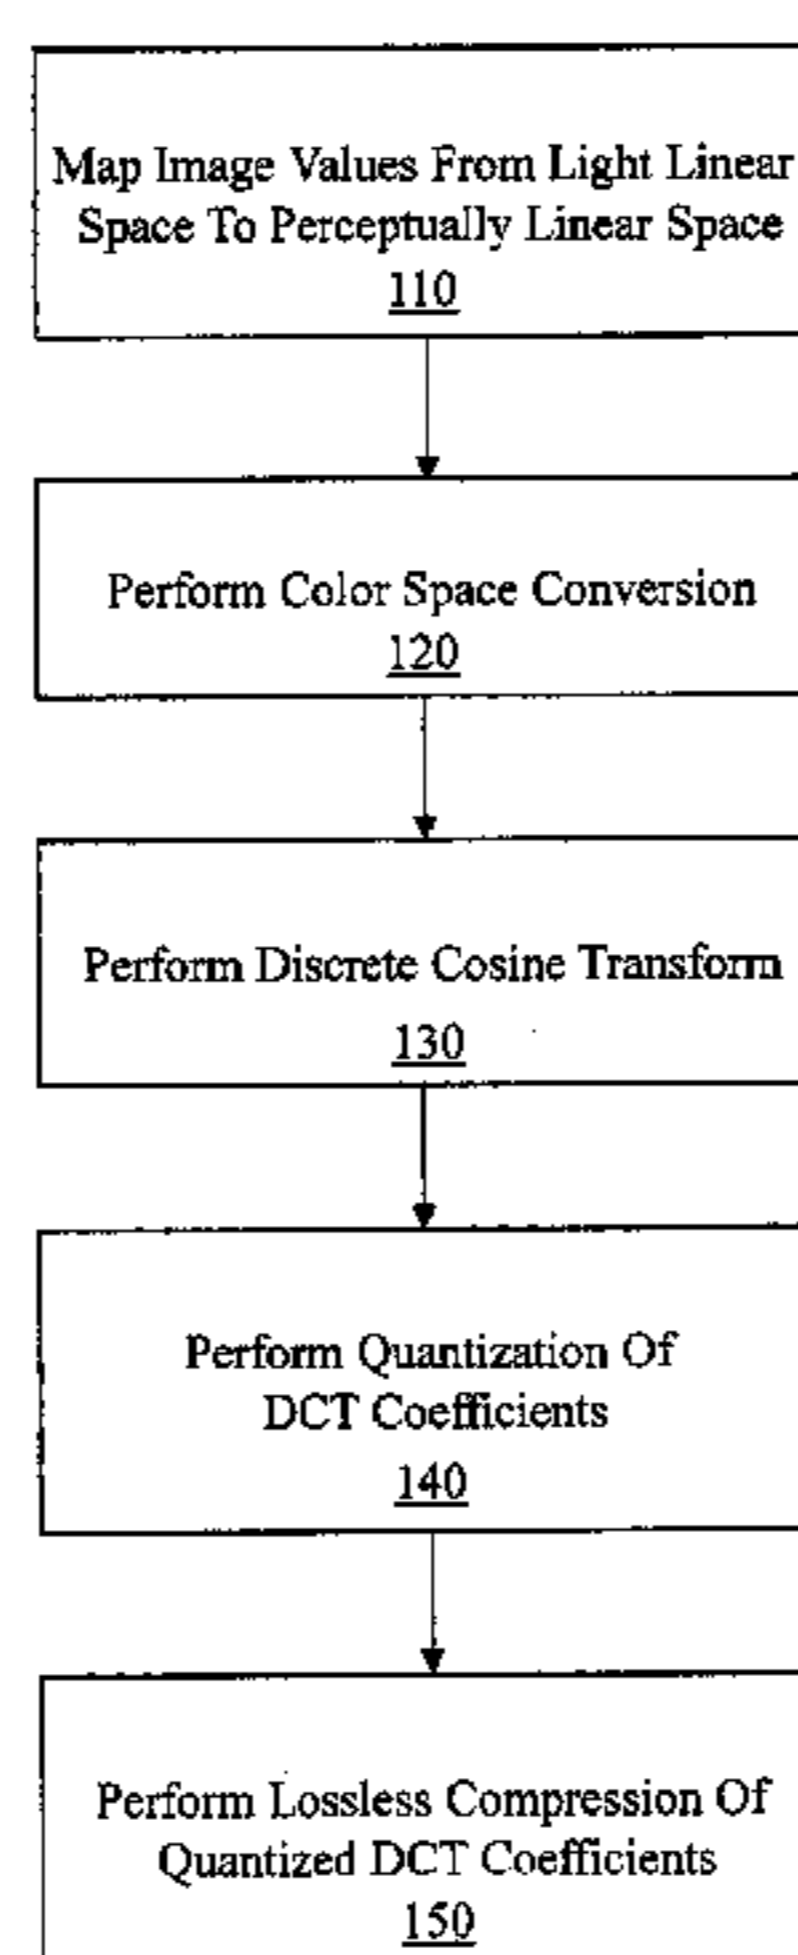 Map Image Values From Light Linear
Space To Perceptually Linear Space
110
Perform Color Space Conversion
120
Perform Discrete Cosine Transform
130
Perform Quantization Of
DCT Coefficients
140
Perform Lossless Compression Of
Quantized DCT Coefficients
150